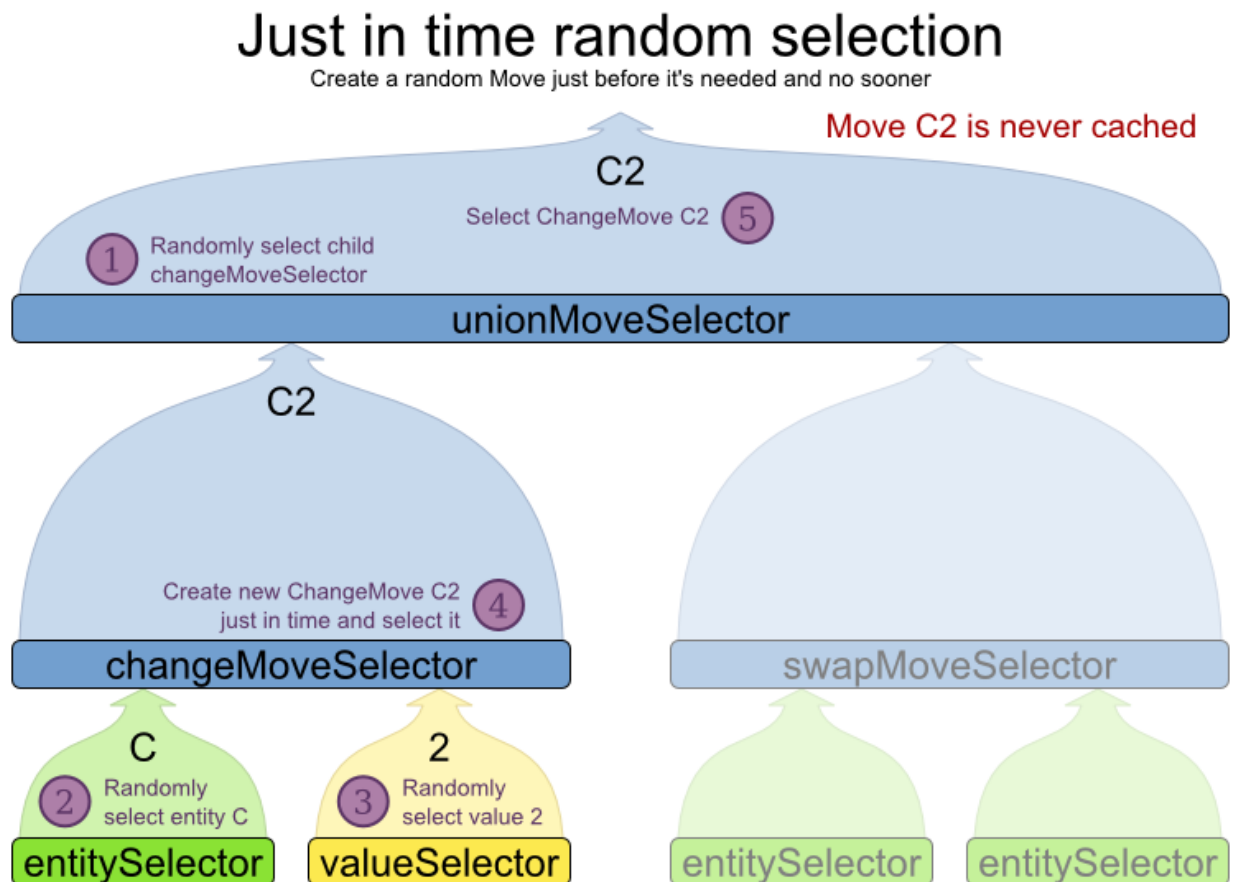 Just in time random selection
Create a random Move just before it's needed and no sooner
Move C2 is never cached
C2
Select ChangeMove C2 5
1 Randomly select child
changeMoveSelector
unionMoveSelector
C2
Create new ChangeMove C2
just in time and select it 4
changeMoveSelector
swapMoveSelector
C
2
2 Randomly
select entity C
3 Randomly
select value 2
entitySelector
valueSelector
entitySelector
entitySelector